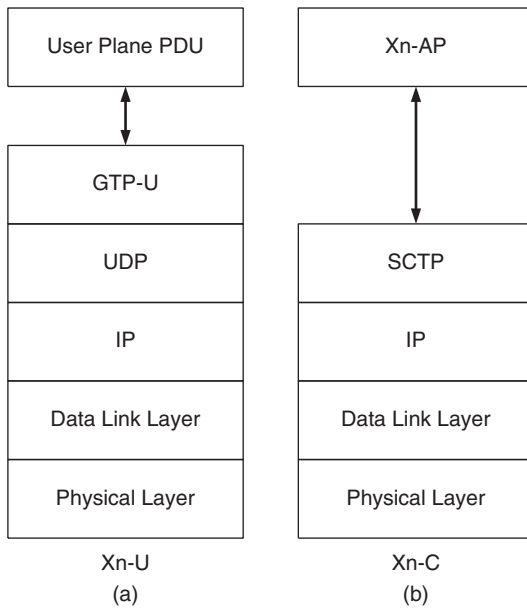 User Plane PDU
GTP-U
UDP
IP
Data Link Layer
Physical Layer
Xn-U
(a)
Xn-AP
SCTP
IP
Data Link Layer
Physical Layer
Xn-C
(b)